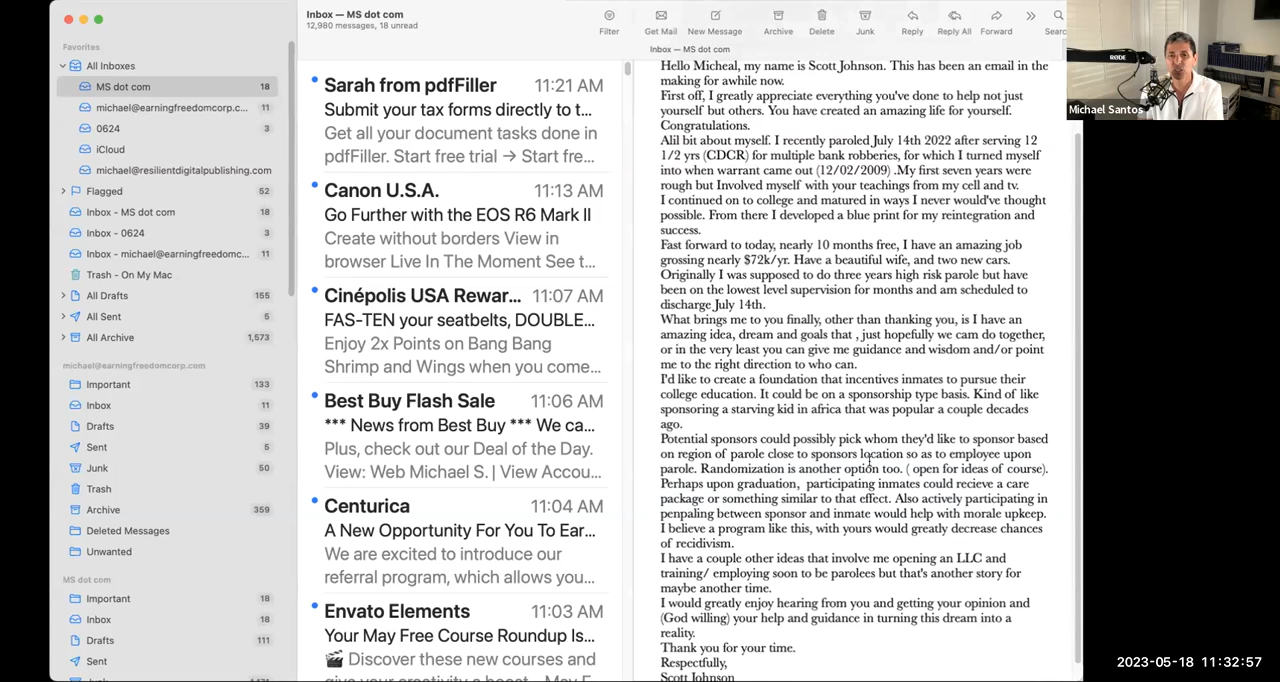 Inbox — MS dot com
12,980 messages, 18 unread
Filter
Get Mail
New Message
Archive
Delete
Junk
Reply
Reply All
Forward
Inbox — MS dot com
RØDE
Michael Santos
Favorites
All Inboxes
MS dot com 18
michael@earningfreedomcorp.c... 11
0624 3
iCloud
michael@resilientdigitalpublishing.com
Flagged 52
Inbox - MS dot com 18
Inbox - 0624 3
Inbox - michael@earningfreedomc... 11
Trash - On My Mac
All Drafts 155
All Sent 5
All Archive 1,573
michael@earningfreedomcorp.com
Important 133
Inbox 11
Drafts 39
Sent 5
Junk 50
Trash
Archive 359
Deleted Messages
Unwanted
MS dot com
Important 18
Inbox 18
Drafts 111
Sent
Sarah from pdfFiller 11:21 AM
Submit your tax forms directly to t...
Get all your document tasks done in
pdfFiller. Start free trial → Start fre...
Canon U.S.A. 11:13 AM
Go Further with the EOS R6 Mark II
Create without borders View in
browser Live In The Moment See t...
Cinépolis USA Rewar... 11:07 AM
FAS-TEN your seatbelts, DOUBLE...
Enjoy 2x Points on Bang Bang
Shrimp and Wings when you come...
Best Buy Flash Sale 11:06 AM
*** News from Best Buy *** We ca...
Plus, check out our Deal of the Day.
View: Web Michael S. | View Accou...
Centurica 11:04 AM
A New Opportunity For You To Ear...
We are excited to introduce our
referral program, which allows you...
Envato Elements 11:03 AM
Your May Free Course Roundup Is...
🎬 Discover these new courses and
give your creativity a boost - May F
Hello Micheal, my name is Scott Johnson. This has been an email in the
making for awhile now.
First off, I greatly appreciate everything you've done to help not just
yourself but others. You have created an amazing life for yourself.
Congratulations.
Alil bit about myself. I recently paroled July 14th 2022 after serving 12
1/2 yrs (CDCR) for multiple bank robberies, for which I turned myself
into when warrant came out (12/02/2009) .My first seven years were
rough but Involved myself with your teachings from my cell and tv.
I continued on to college and matured in ways I never would've thought
possible. From there I developed a blue print for my reintegration and
success.
Fast forward to today, nearly 10 months free, I have an amazing job
grossing nearly $72k/yr. Have a beautiful wife, and two new cars.
Originally I was supposed to do three years high risk parole but have
been on the lowest level supervision for months and am scheduled to
discharge July 14th.
What brings me to you finally, other than thanking you, is I have an
amazing idea, dream and goals that , just hopefully we cam do together,
or in the very least you can give me guidance and wisdom and/or point
me to the right direction to who can.
I'd like to create a foundation that incentives inmates to pursue their
college education. It could be on a sponsorship type basis. Kind of like
sponsoring a starving kid in africa that was popular a couple decades
ago.
Potential sponsors could possibly pick whom they'd like to sponsor based
on region of parole close to sponsors location so as to employee upon
parole. Randomization is another option too. ( open for ideas of course).
Perhaps upon graduation, participating inmates could recieve a care
package or something similar to that effect. Also actively participating in
penpaling between sponsor and inmate would help with morale upkeep.
I believe a program like this, with yours would greatly decrease chances
of recidivism.
I have a couple other ideas that involve me opening an LLC and
training/ employing soon to be parolees but that's another story for
maybe another time.
I would greatly enjoy hearing from you and getting your opinion and
(God willing) your help and guidance in turning this dream into a
reality.
Thank you for your time.
Respectfully,
Scott Johnson
2023-05-18 11:32:57